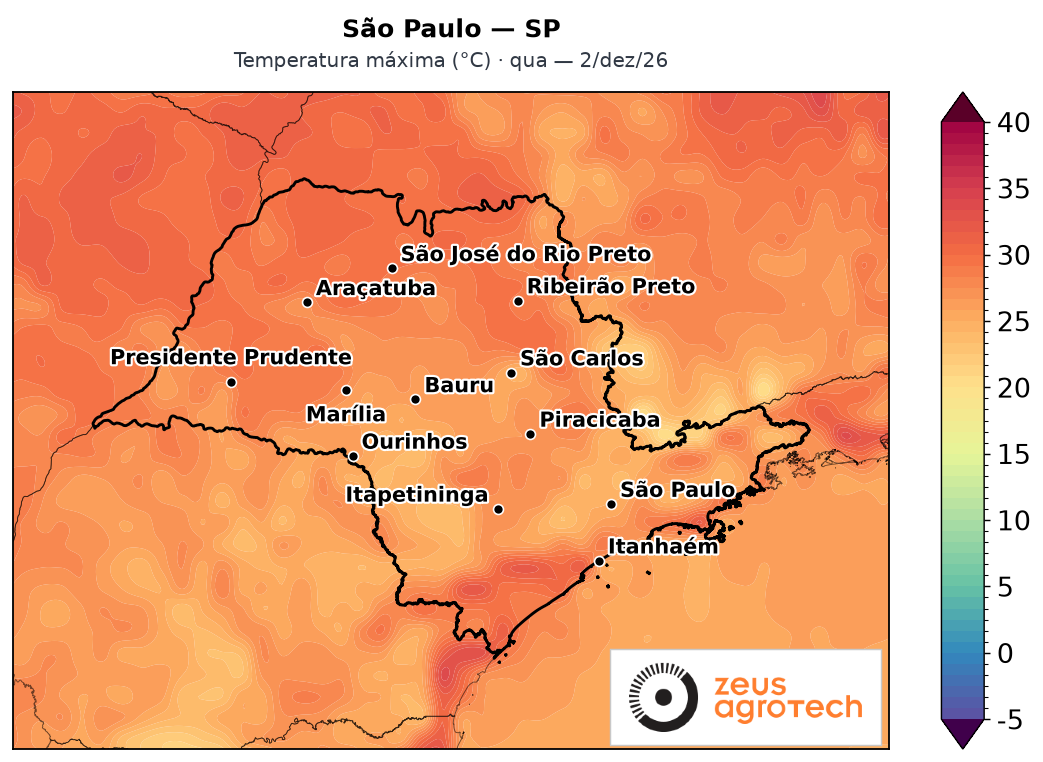 São Paulo — SP
Temperatura máxima (°C) · qua — 2/dez/26
São José do Rio Preto
Araçatuba
Ribeirão Preto
Presidente Prudente
São Carlos
Bauru
Marília
Piracicaba
Ourinhos
Itapetininga
São Paulo
Itanhaém
zeus
agrotech
40
35
30
25
20
15
10
5
0
-5